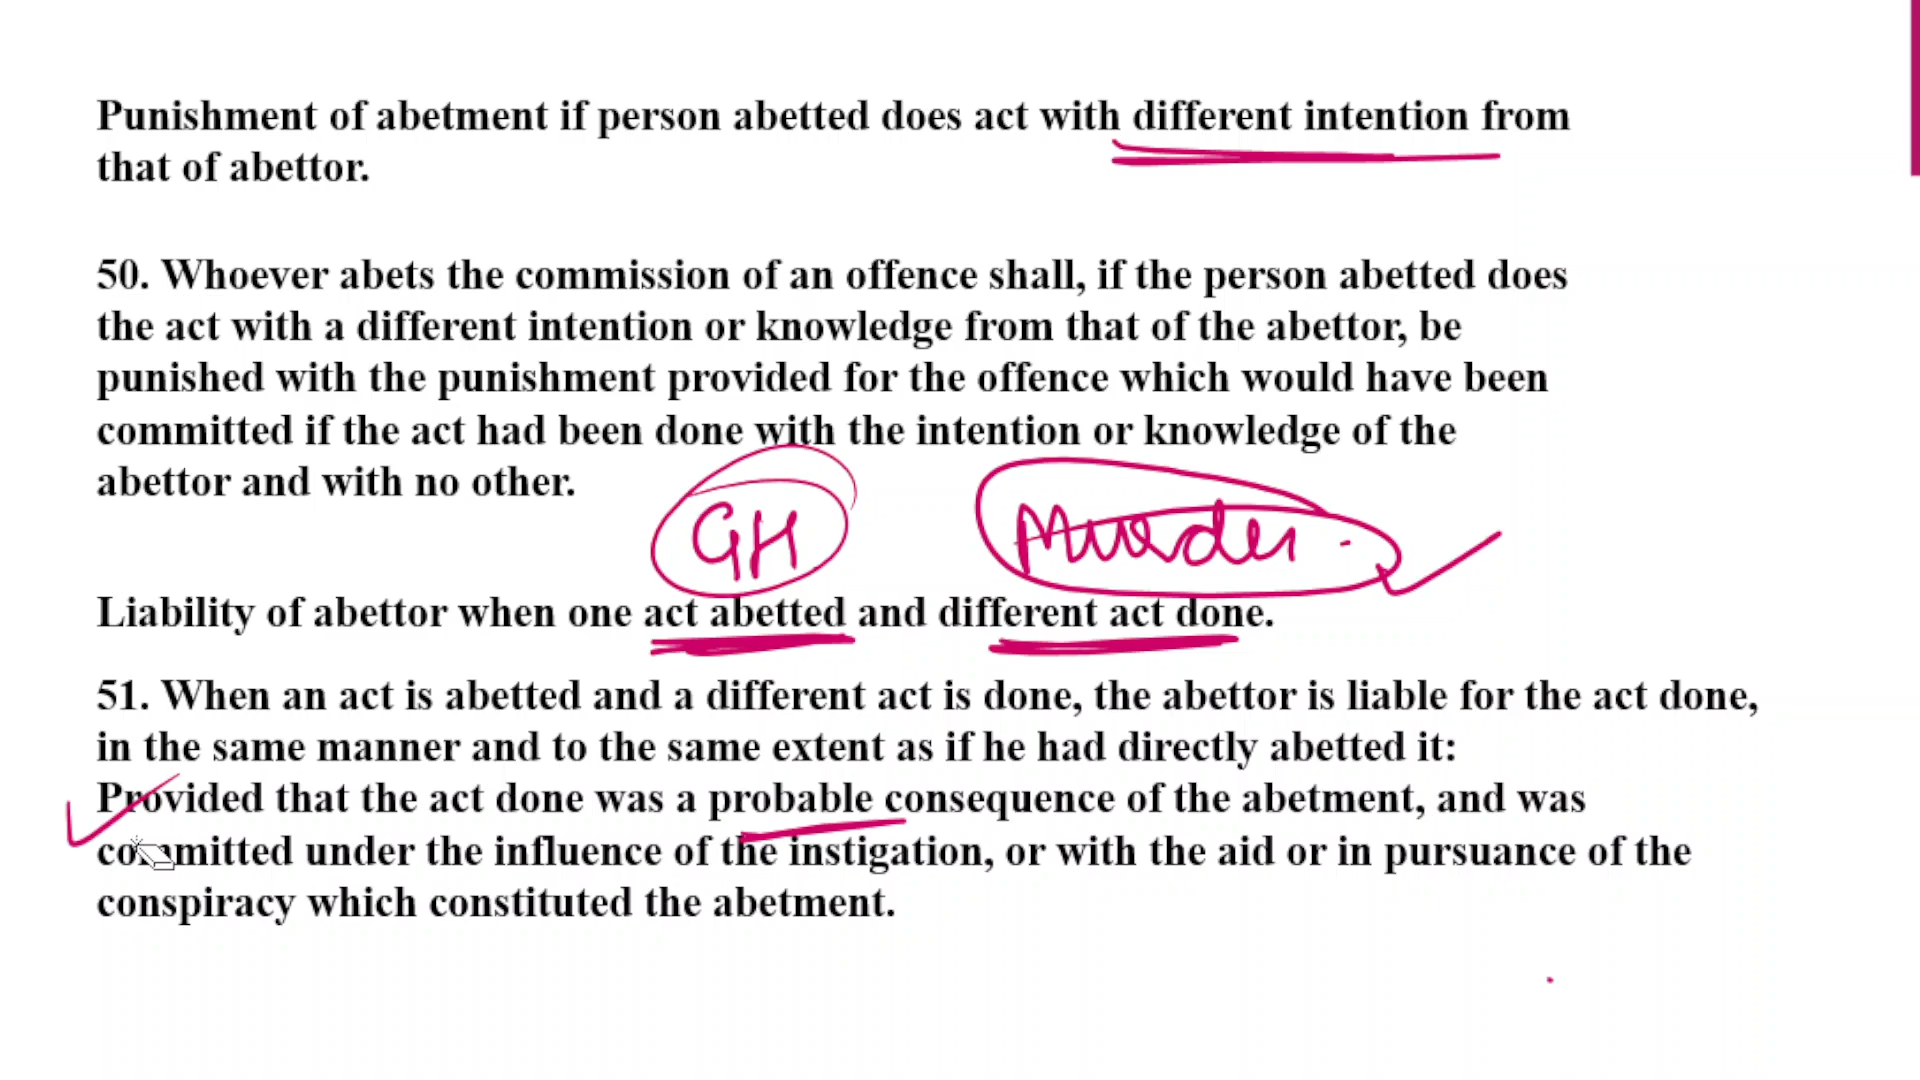 Punishment of abetment if person abetted does act with different intention from
that of abettor.
50. Whoever abets the commission of an offence shall, if the person abetted does
the act with a different intention or knowledge from that of the abettor, be
punished with the punishment provided for the offence which would have been
committed if the act had been done with the intention or knowledge of the
abettor and with no other.
GH Murder.
Liability of abettor when one act abetted and different act done.
51. When an act is abetted and a different act is done, the abettor is liable for the act done,
in the same manner and to the same extent as if he had directly abetted it:
Provided that the act done was a probable consequence of the abetment, and was
committed under the influence of the instigation, or with the aid or in pursuance of the
conspiracy which constituted the abetment.